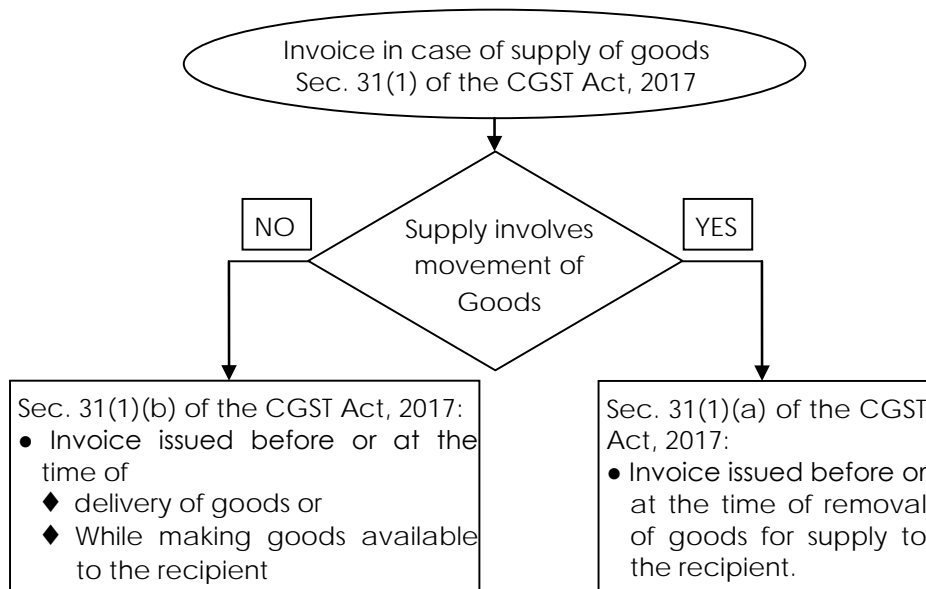 Invoice in case of supply of goods
Sec. 31(1) of the CGST Act, 2017
NO
YES
Supply involves
movement of
Goods
Sec. 31(1)(b) of the CGST Act, 2017:
● Invoice issued before or at the
time of
♦ delivery of goods or
♦ While making goods available
to the recipient
Sec. 31(1)(a) of the CGST
Act, 2017:
● Invoice issued before or
at the time of removal
of goods for supply to
the recipient.